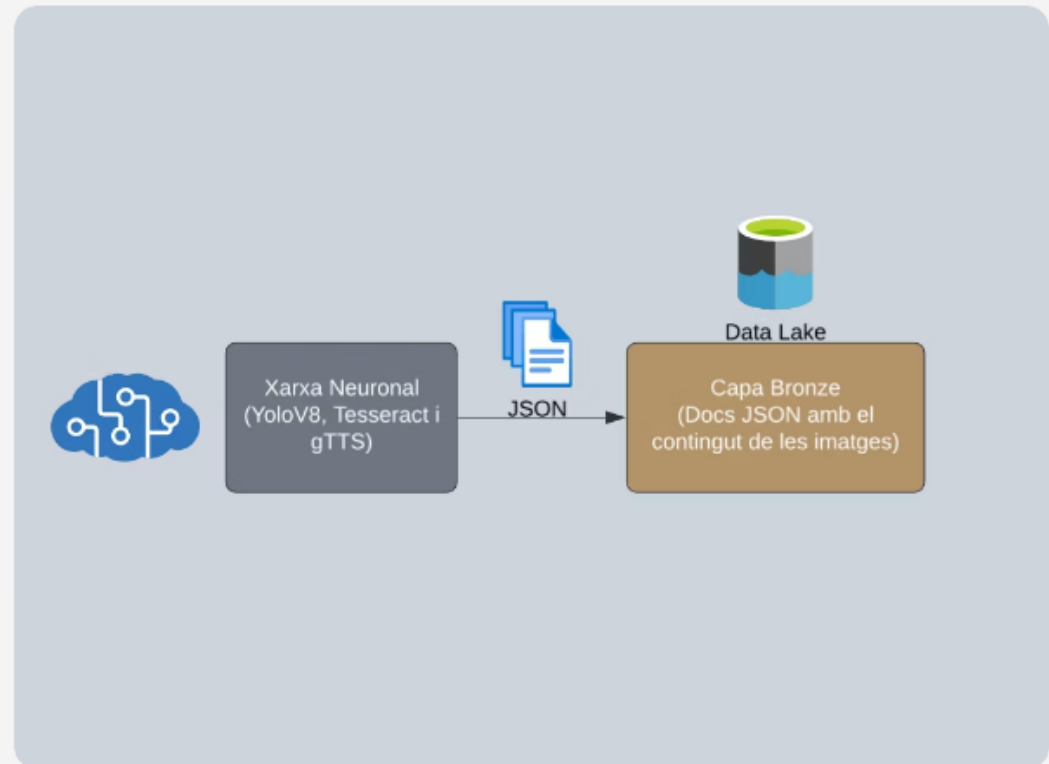 Data Lake
Xarxa Neuronal
(YoloV8, Tesseract i
gTTS)
JSON
Capa Bronze
(Docs JSON amb el
contingut de les imatges)